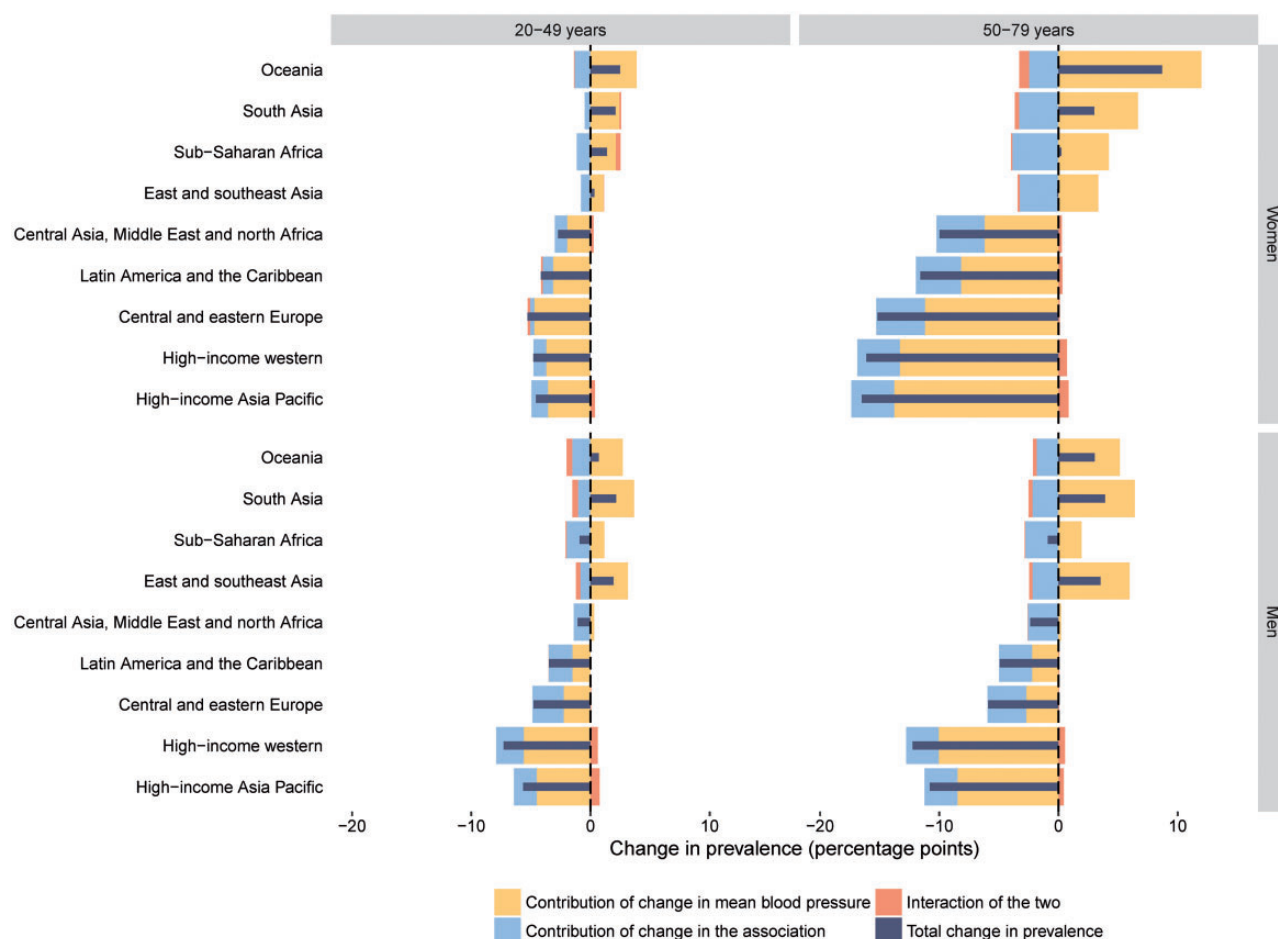 20−49 years
50−79 years
Oceania
South Asia
Sub−Saharan Africa
East and southeast Asia
Central Asia, Middle East and north Africa
Latin America and the Caribbean
Central and eastern Europe
High−income western
High−income Asia Pacific
Women
Oceania
South Asia
Sub−Saharan Africa
East and southeast Asia
Central Asia, Middle East and north Africa
Latin America and the Caribbean
Central and eastern Europe
High−income western
High−income Asia Pacific
Men
−20 −10 0 10
−20 −10 0 10
Change in prevalence (percentage points)
Contribution of change in mean blood pressure
Interaction of the two
Contribution of change in the association
Total change in prevalence